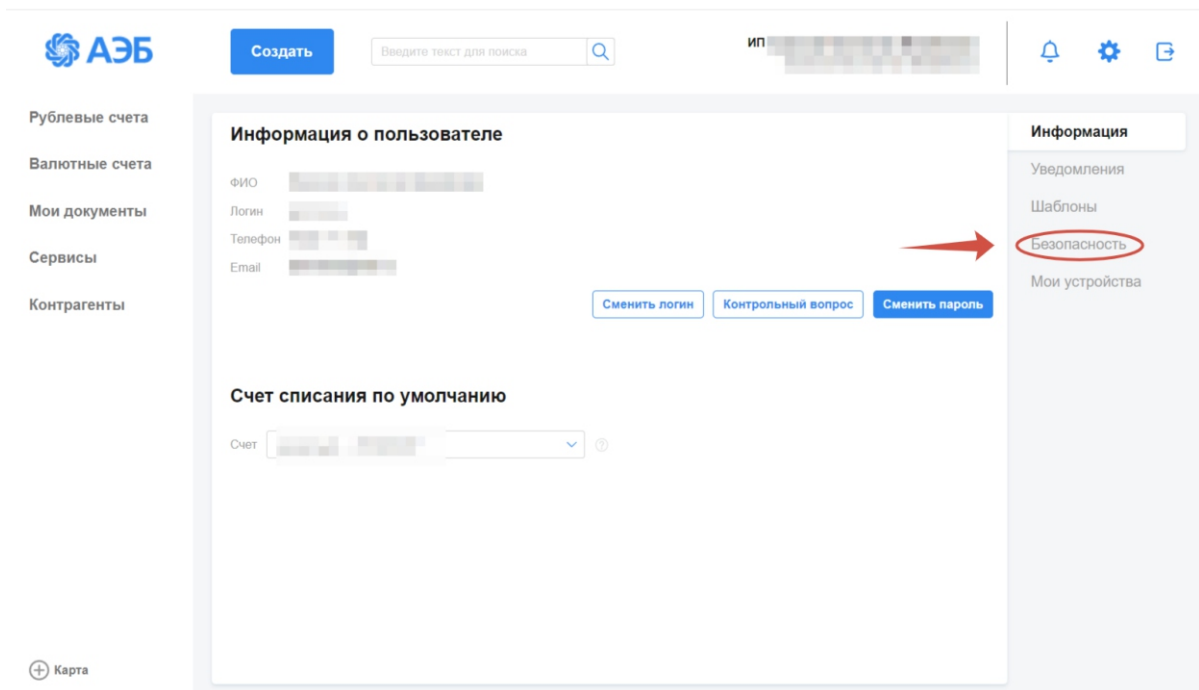 АЭБ
Создать
Введите текст для поиска
ИП
Рублевые счета
Валютные счета
Мои документы
Сервисы
Контрагенты
Карта
Информация о пользователе
ФИО
Логин
Телефон
Email
Сменить логин
Контрольный вопрос
Сменить пароль
Счет списания по умолчанию
Счет
Информация
Уведомления
Шаблоны
Безопасность
Мои устройства